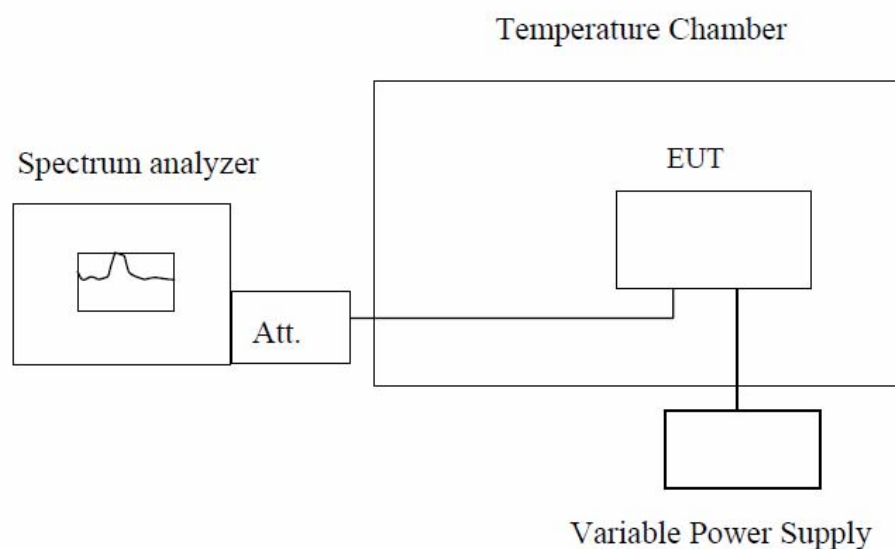 Temperature Chamber
Spectrum analyzer
EUT
Att.
Variable Power Supply